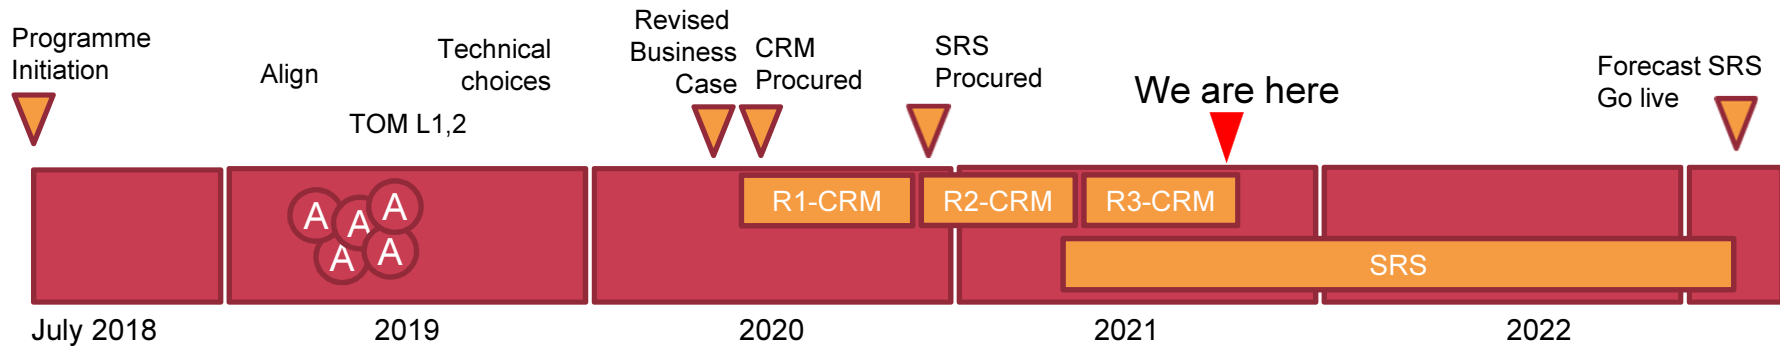 Programme
Initiation
Align
TOM L1,2
Technical
choices
Revised
Business
Case
CRM
Procured
SRS
Procured
We are here
Forecast SRS
Go live
A
A
A
A
A
R1-CRM
R2-CRM
R3-CRM
SRS
July 2018
2019
2020
2021
2022